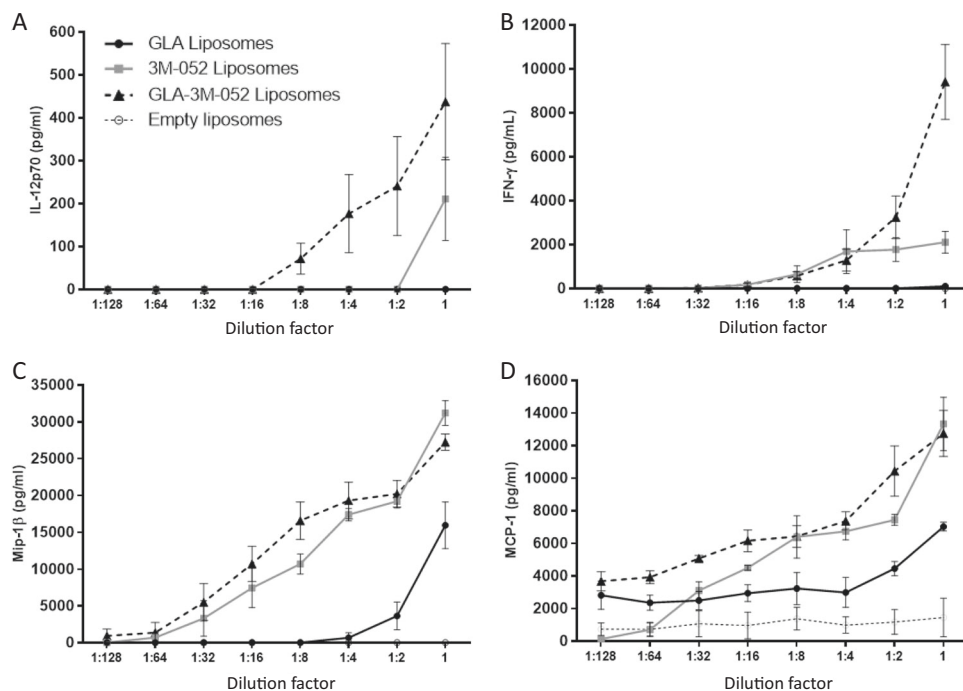 A
IL-12p70 (pg/ml)
600
500
400
300
200
100
0
GLA Liposomes
3M-052 Liposomes
GLA-3M-052 Liposomes
Empty liposomes
1:128 1:64 1:32 1:16 1:8 1:4 1:2 1
Dilution factor
B
IFN-γ (pg/mL)
12000
10000
8000
6000
4000
2000
0
1:128 1:64 1:32 1:16 1:8 1:4 1:2 1
Dilution factor
C
Mip-1β (pg/ml)
35000
30000
25000
20000
15000
10000
5000
0
1:128 1:64 1:32 1:16 1:8 1:4 1:2 1
Dilution factor
D
MCP-1 (pg/ml)
16000
14000
12000
10000
8000
6000
4000
2000
0
1:128 1:64 1:32 1:16 1:8 1:4 1:2 1
Dilution factor